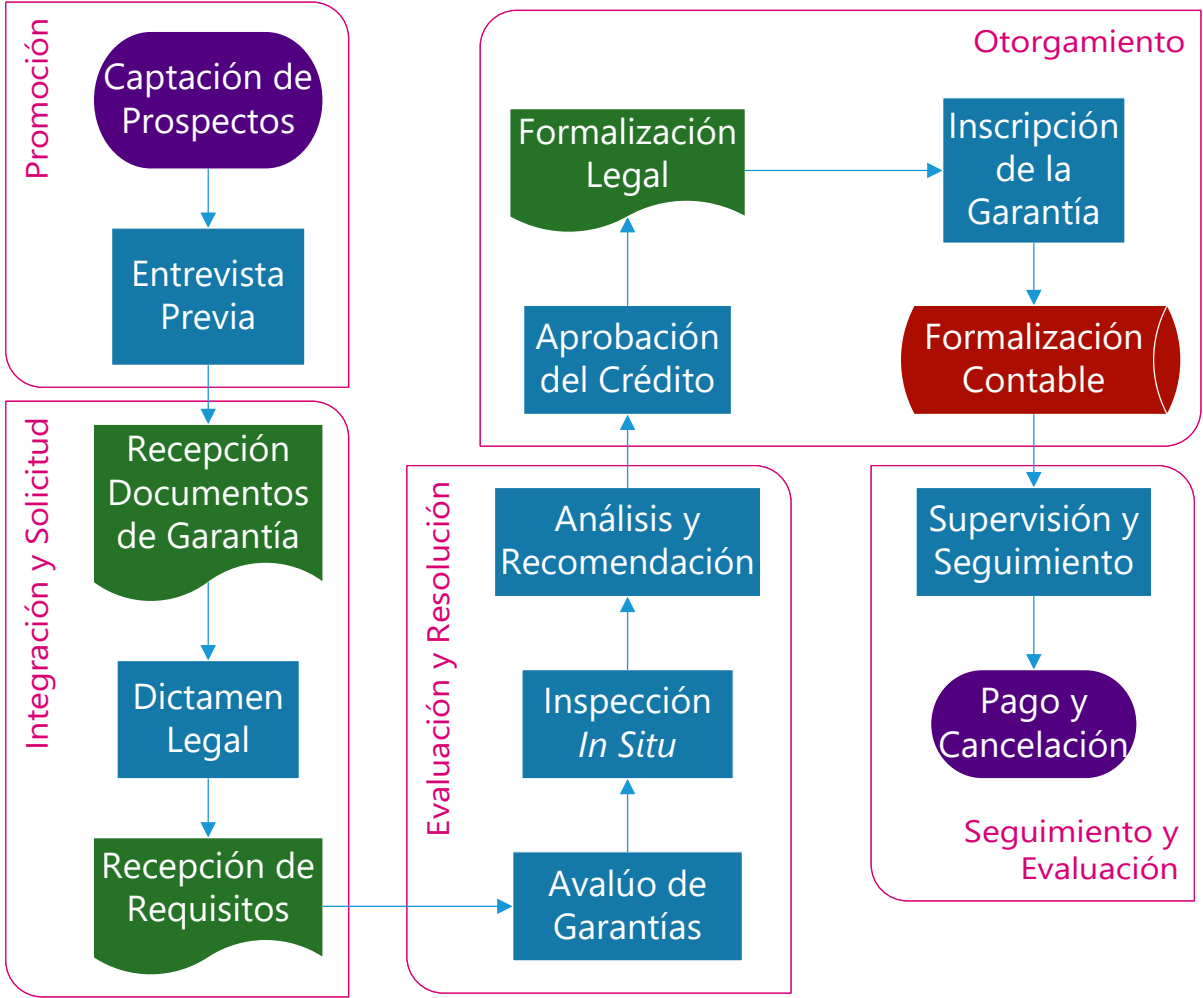 Promoción
Captación de
Prospectos
Entrevista
Previa
Integración y Solicitud
Recepción
Documentos
de Garantía
Dictamen
Legal
Recepción de
Requisitos
Evaluación y Resolución
Avalúo de
Garantías
Inspección
In Situ
Análisis y
Recomendación
Otorgamiento
Aprobación
del Crédito
Formalización
Legal
Inscripción
de la
Garantía
Formalización
Contable
Supervisión y
Seguimiento
Pago y
Cancelación
Seguimiento y
Evaluación